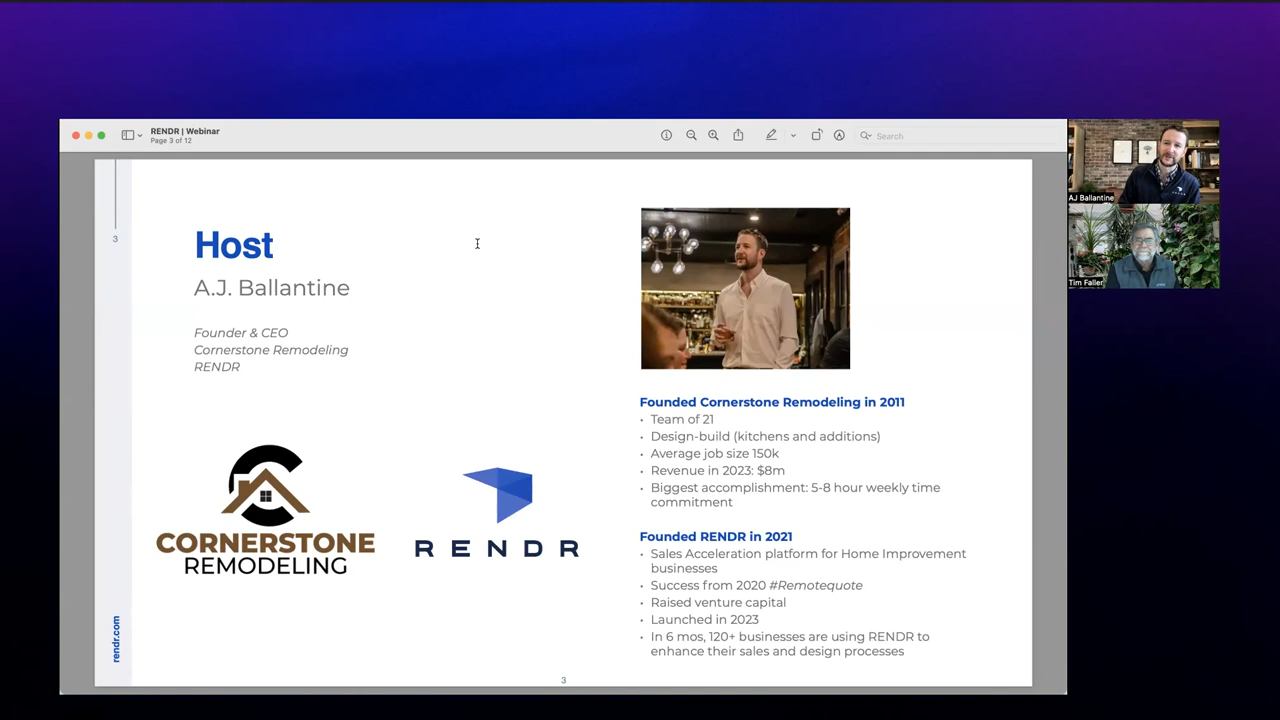 RENDR | Webinar
Page 3 of 12
Search
AJ Ballantine
Tim Faller
3
Host
A.J. Ballantine
Founder & CEO
Cornerstone Remodeling
RENDR
CORNERSTONE
REMODELING
RENDR
Founded Cornerstone Remodeling in 2011
• Team of 21
• Design-build (kitchens and additions)
• Average job size 150k
• Revenue in 2023: $8m
• Biggest accomplishment: 5-8 hour weekly time
commitment
Founded RENDR in 2021
• Sales Acceleration platform for Home Improvement
businesses
• Success from 2020 #Remotequote
• Raised venture capital
• Launched in 2023
• In 6 mos, 120+ businesses are using RENDR to
enhance their sales and design processes
rendr.com
3